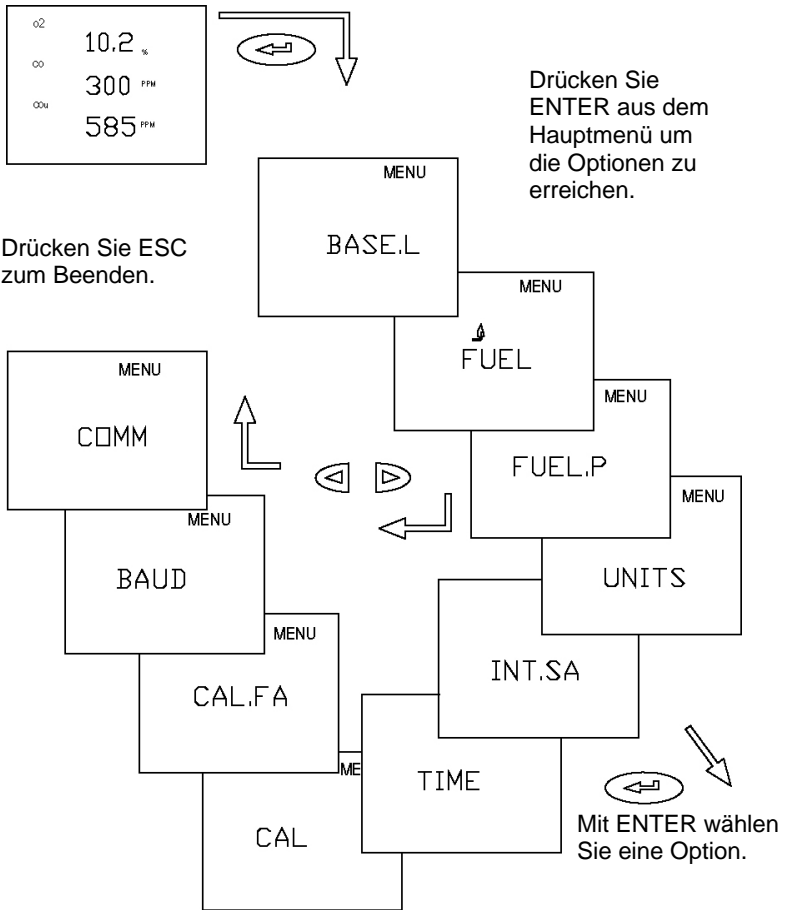 o2
10.2 %
CO
300 PPM
COu
585 PPM
Drücken Sie
ENTER aus dem
Hauptmenü um
die Optionen zu
erreichen.
MENU
BASE.L
Drücken Sie ESC
zum Beenden.
MENU
FUEL
MENU
FUEL.P
MENU
UNITS
INT.SA
TIME
ME
CAL
MENU
CAL.FA
MENU
BAUD
MENU
COMM
Mit ENTER wählen
Sie eine Option.